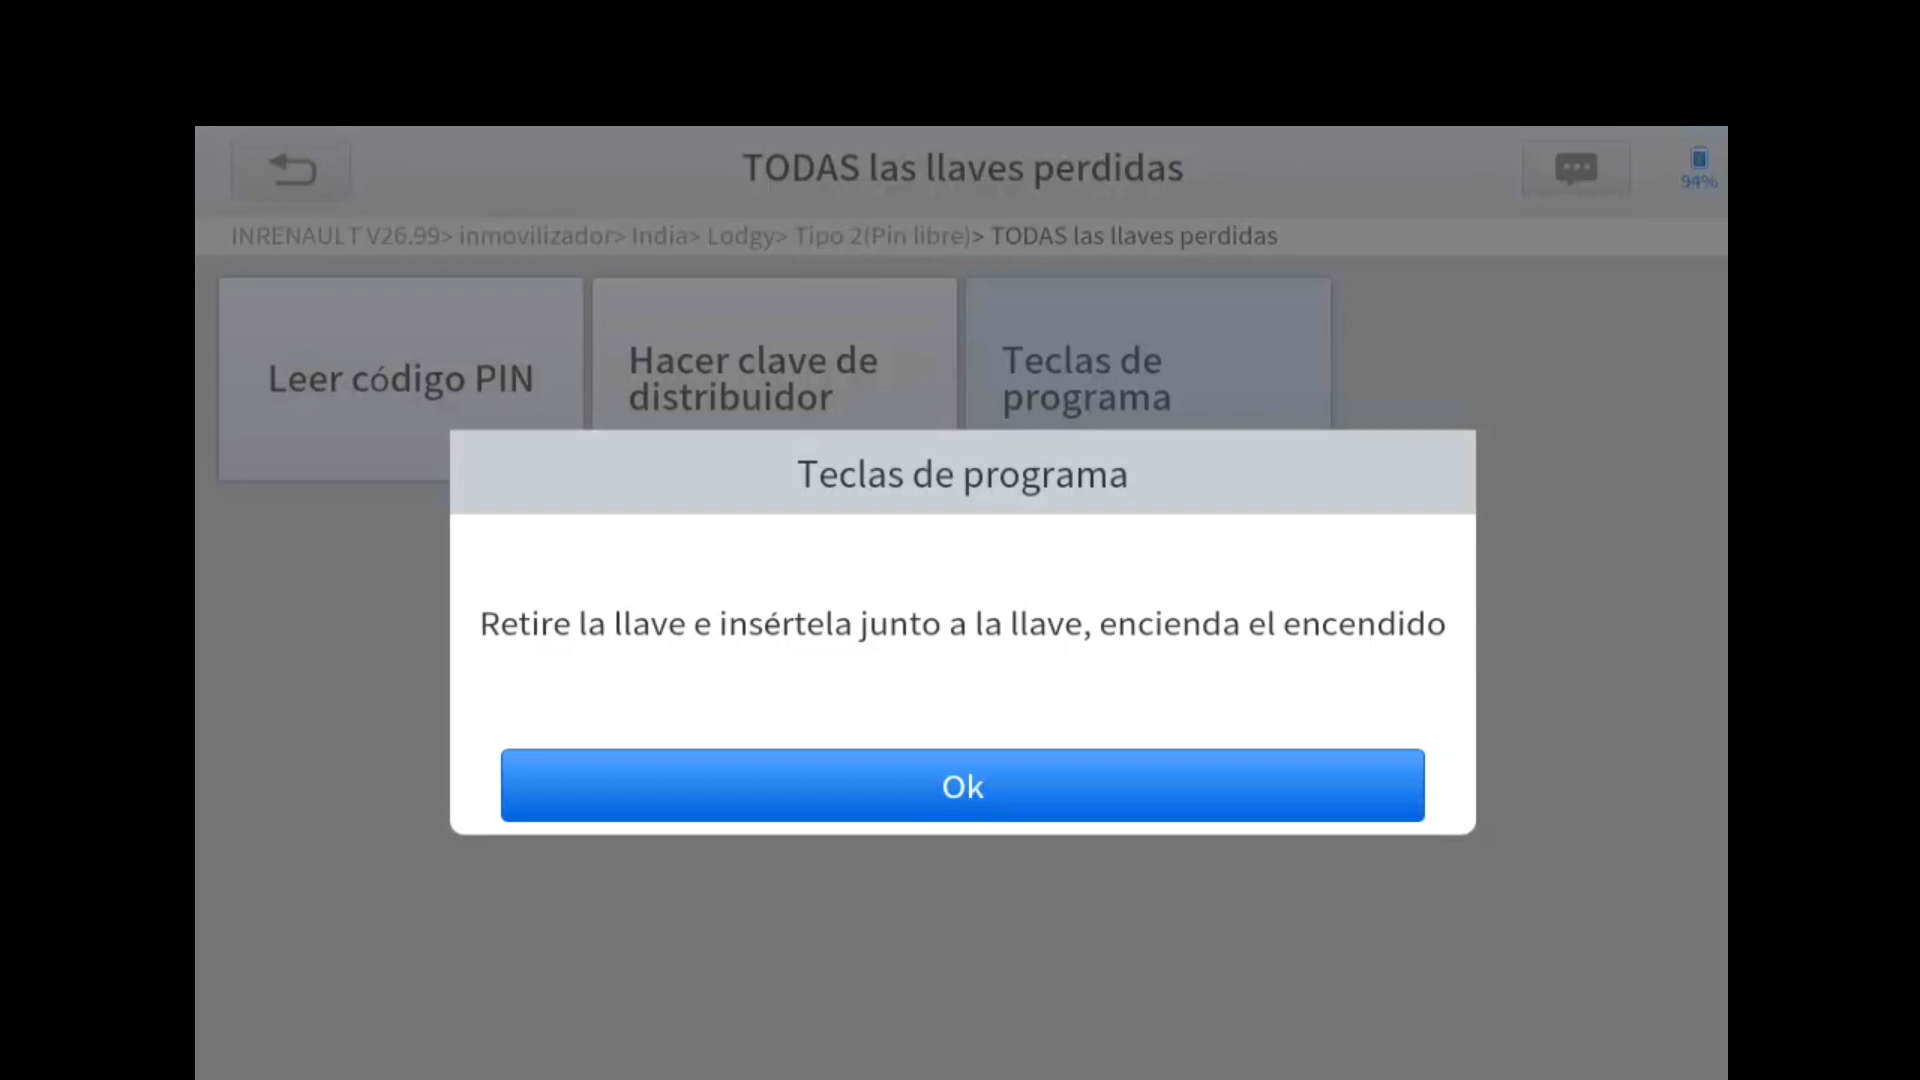 TODAS las llaves perdidas
94%
INRENAULT V26.99> inmovilizador> India> Lodgy> Tipo 2(Pin libre)> TODAS las llaves perdidas
Leer código PIN
Hacer clave de
distribuidor
Teclas de
programa
Teclas de programa
Retire la llave e insértela junto a la llave, encienda el encendido
Ok